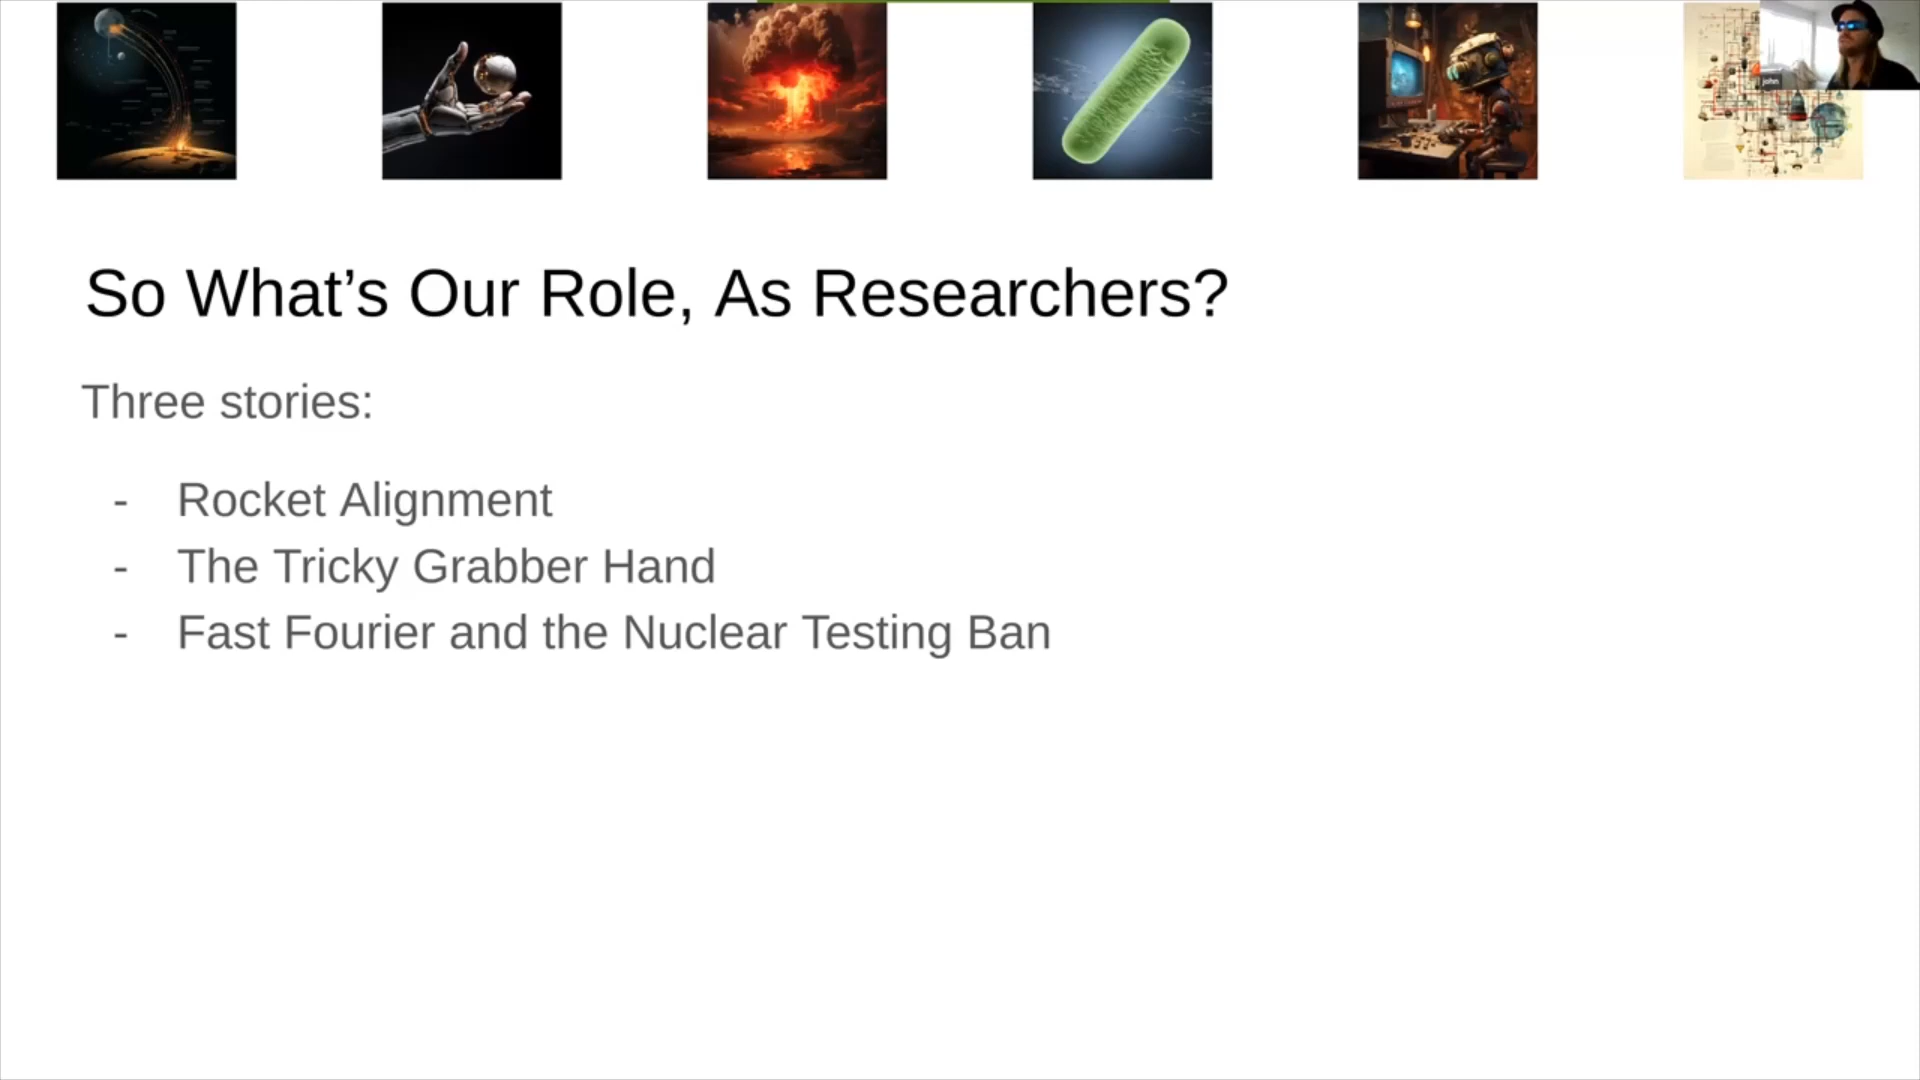 john
So What’s Our Role, As Researchers?
Three stories:
- Rocket Alignment
- The Tricky Grabber Hand
- Fast Fourier and the Nuclear Testing Ban